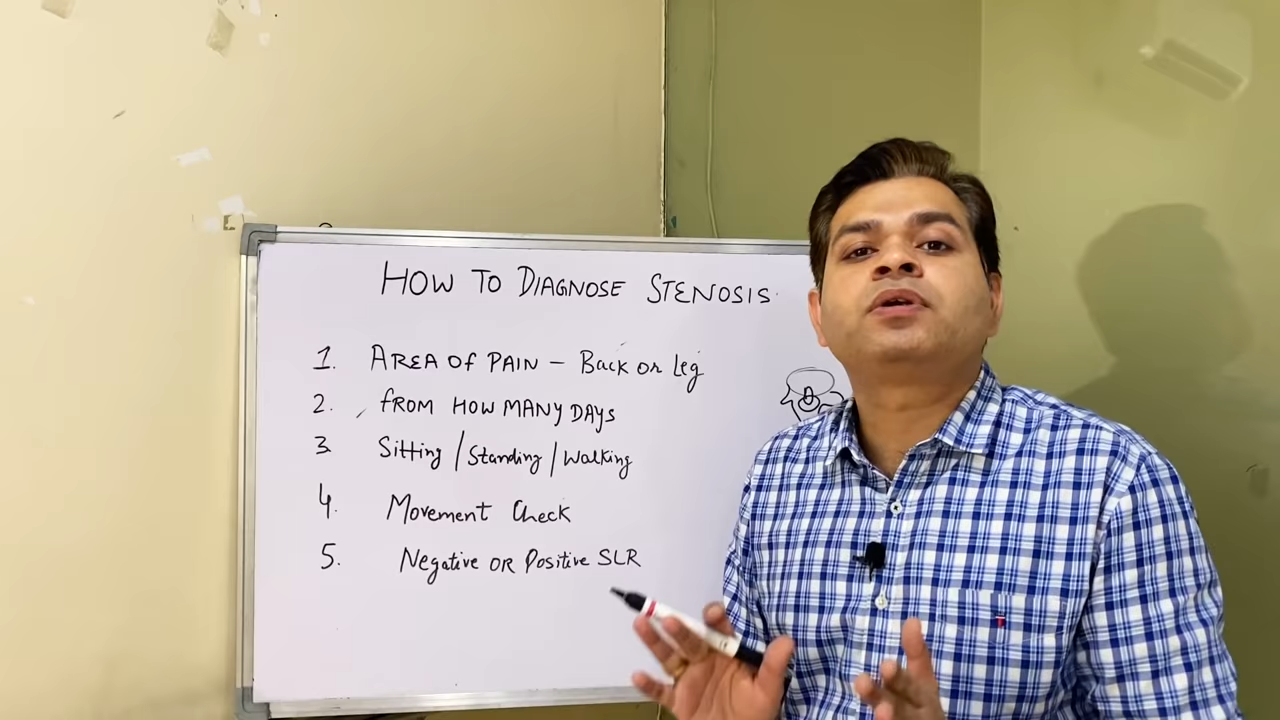 HOW TO DIAGNOSE STENOSIS
1. AREA OF PAIN – Back or Leg
2. FROM HOW MANY DAYS
3 Sitting / Standing / Walking
4. Movement Check
5. Negative OR Positive SLR